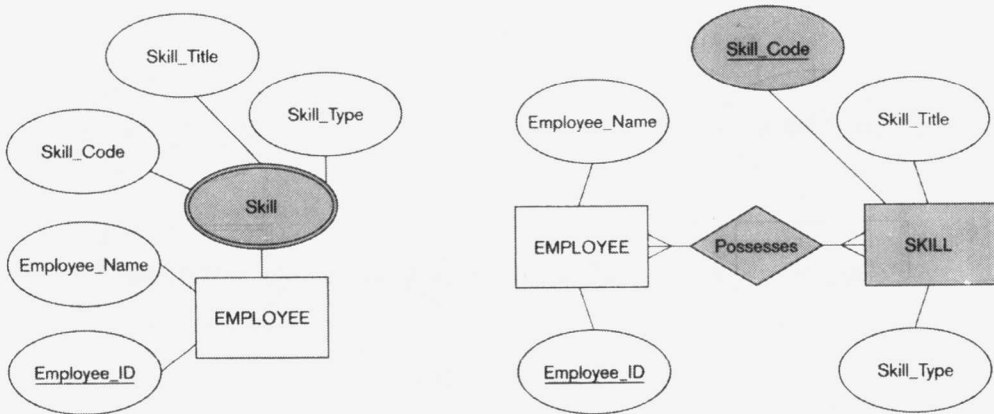 Skill_Title
Skill_Type
Skill_Code
Skill
Employee_Name
EMPLOYEE
Employee_ID
Skill_Code
Employee_Name
Skill_Title
EMPLOYEE
Possesses
SKILL
Employee_ID
Skill_Type